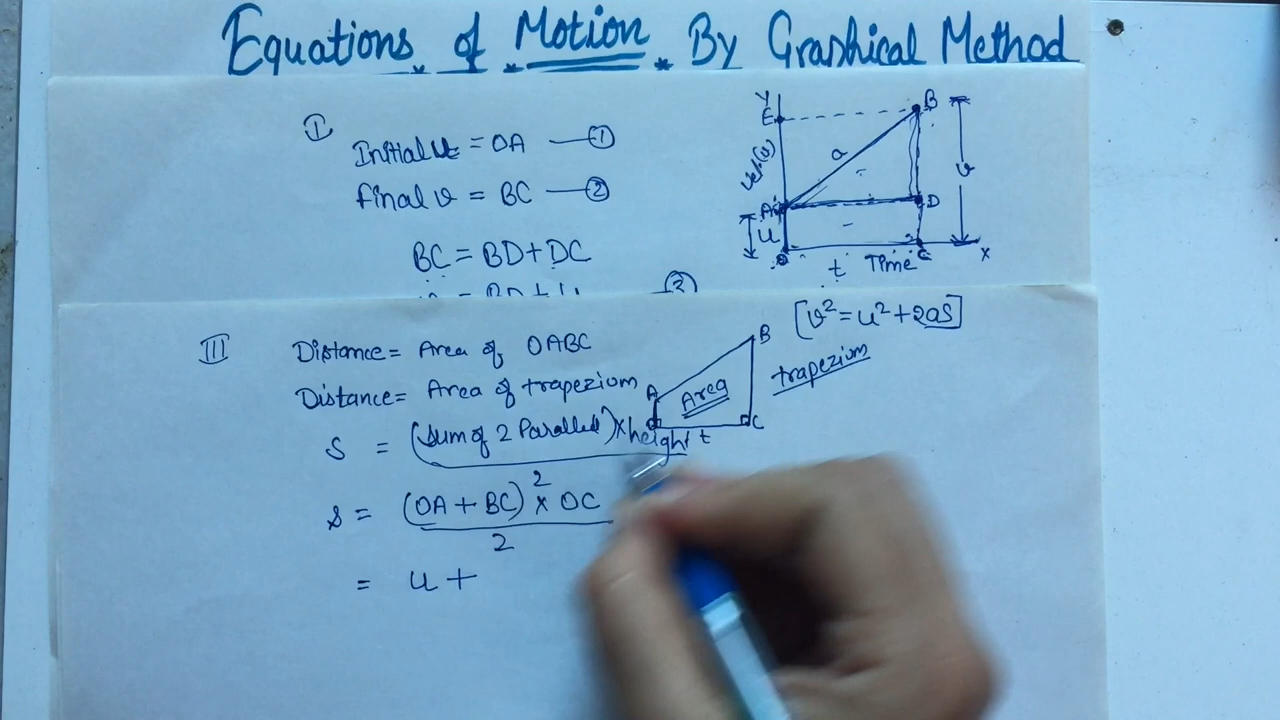 Equations of Motion By Graphical Method
I
Initial u = OA — ①
final v = BC — ②
BC = BD + DC
③
Y
E
B
Vel.(v)
a
A
D
u
v
O
t
Time
C
X
III
Distance = Area of OABC
Distance = Area of trapezium
S = (Sum of 2 Parallel) × height
2
S = (OA + BC) × OC
2
= u +
A
B
Area
C
t
[v² = u² + 2as]
trapezium